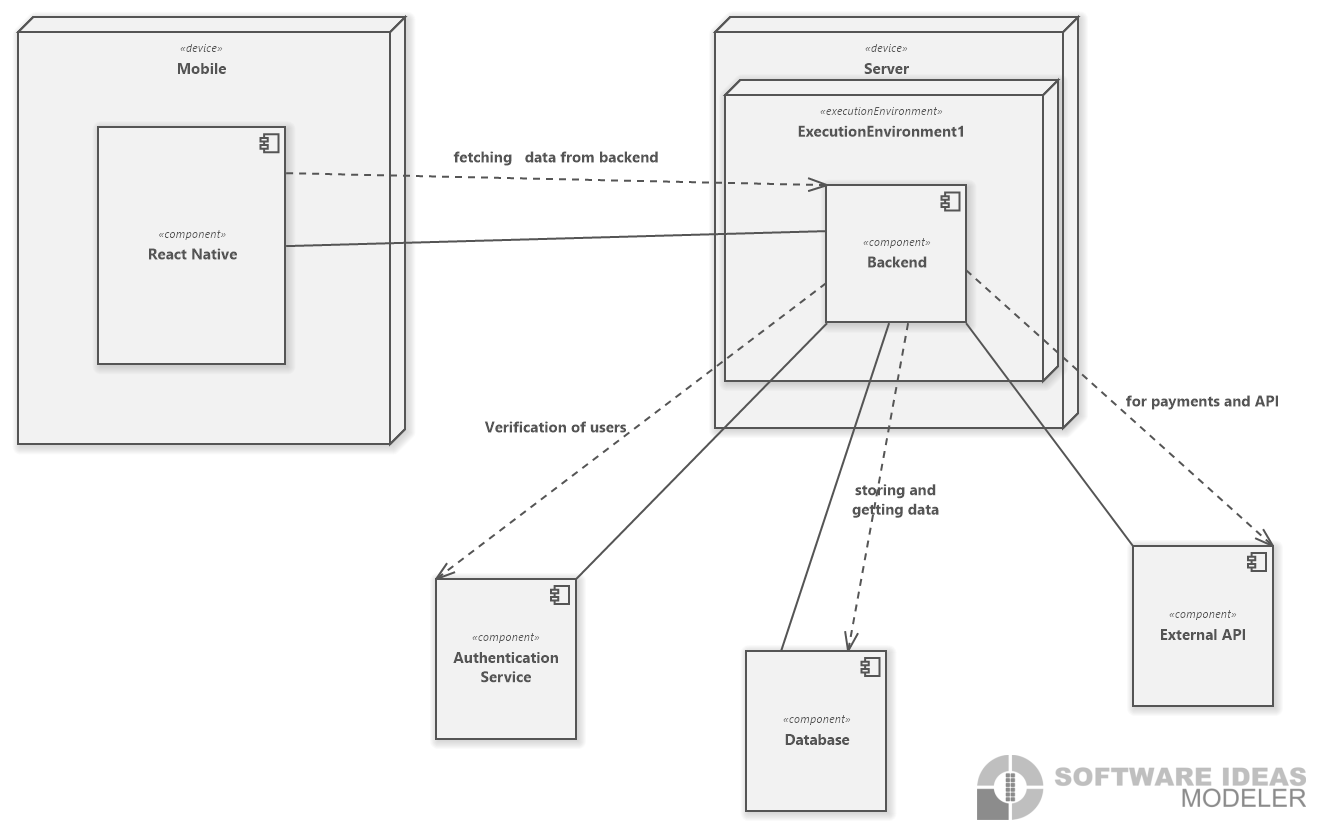 «device»
Mobile
«device»
Server
«executionEnvironment»
ExecutionEnvironment1
fetching   data from backend
«component»
React Native
«component»
Backend
for payments and API
Verification of users
storing and
getting data
«component»
Authentication
Service
«component»
External API
«component»
Database
SOFTWARE IDEAS
MODELER